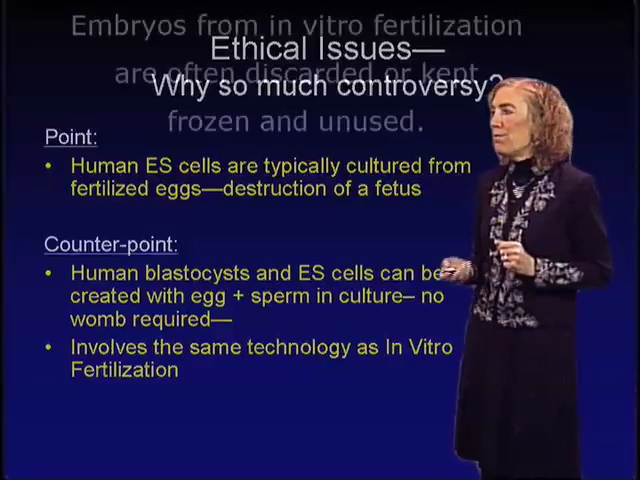 Embryos from in vitro fertilization
Ethical Issues—
are often discarded or kept
Why so much controversy?
frozen and unused.
Point:
• Human ES cells are typically cultured from
fertilized eggs—destruction of a fetus
Counter-point:
• Human blastocysts and ES cells can be
created with egg + sperm in culture– no
womb required—
• Involves the same technology as In Vitro
Fertilization